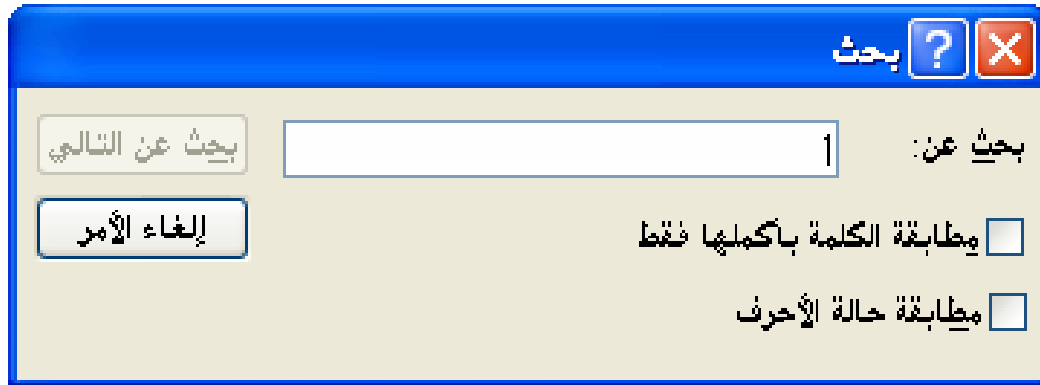 بحث
بحث عن: 1 بحث عن التالي
مطابقة الكلمة بأكملها فقط إلغاء الأمر
مطابقة حالة الأحرف